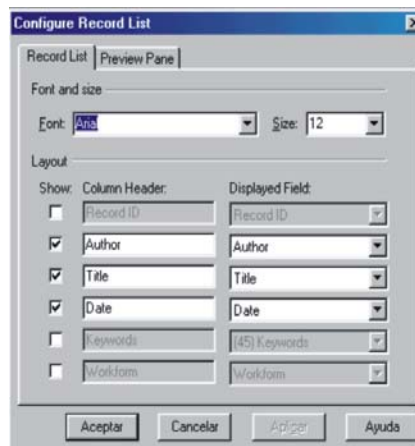 Configure Record List
Record List Preview Pane
Font and size
Font: Arial Size: 12
Layout
Show: Column Header: Displayed Field:
Record ID Record ID
Author Author
Title Title
Date Date
Keywords (45) Keywords
Workform Workform
Aceptar Cancelar Aplicar Ayuda